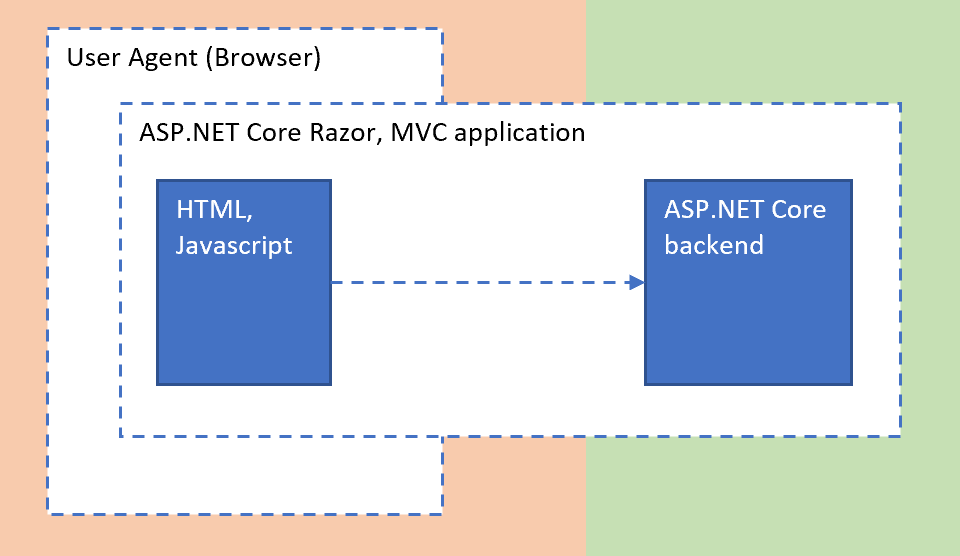 User Agent (Browser)
ASP.NET Core Razor, MVC application
HTML,
Javascript
ASP.NET Core
backend